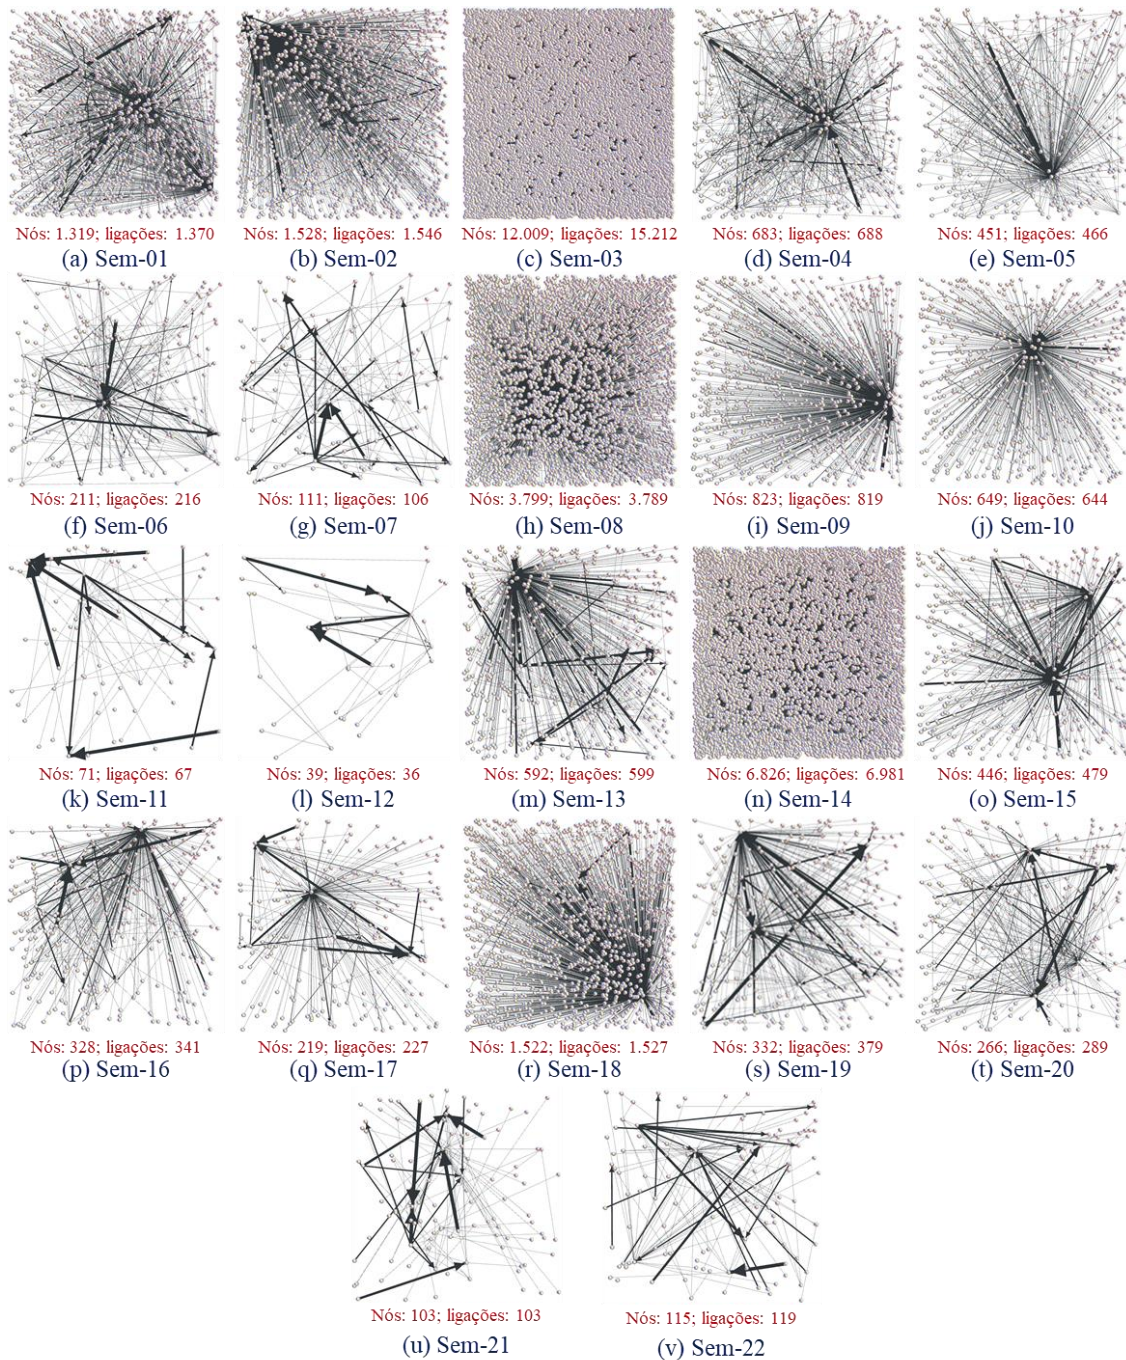 Nós: 1.319; ligações: 1.370
(a) Sem-01
Nós: 1.528; ligações: 1.546
(b) Sem-02
Nós: 12.009; ligações: 15.212
(c) Sem-03
Nós: 683; ligações: 688
(d) Sem-04
Nós: 451; ligações: 466
(e) Sem-05
Nós: 211; ligações: 216
(f) Sem-06
Nós: 111; ligações: 106
(g) Sem-07
Nós: 3.799; ligações: 3.789
(h) Sem-08
Nós: 823; ligações: 819
(i) Sem-09
Nós: 649; ligações: 644
(j) Sem-10
Nós: 71; ligações: 67
(k) Sem-11
Nós: 39; ligações: 36
(l) Sem-12
Nós: 592; ligações: 599
(m) Sem-13
Nós: 6.826; ligações: 6.981
(n) Sem-14
Nós: 446; ligações: 479
(o) Sem-15
Nós: 328; ligações: 341
(p) Sem-16
Nós: 219; ligações: 227
(q) Sem-17
Nós: 1.522; ligações: 1.527
(r) Sem-18
Nós: 332; ligações: 379
(s) Sem-19
Nós: 266; ligações: 289
(t) Sem-20
Nós: 103; ligações: 103
(u) Sem-21
Nós: 115; ligações: 119
(v) Sem-22